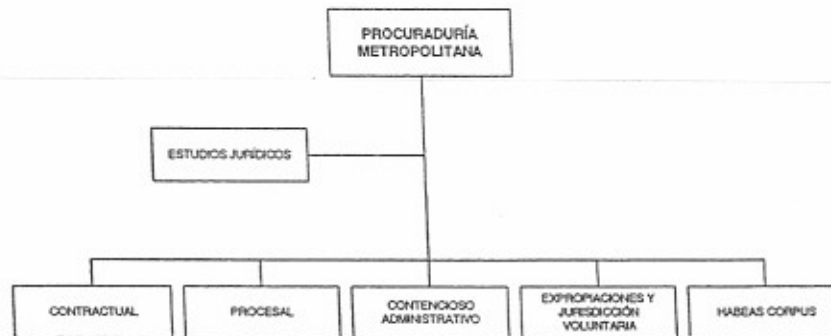 PROCURADURÍA
METROPOLITANA
ESTUDIOS JURÍDICOS
CONTRACTUAL
PROCESAL
CONTENCIOSO
ADMINISTRATIVO
EXPROPIACIONES Y
JURISDICCIÓN
VOLUNTARIA
HABEAS CORPUS